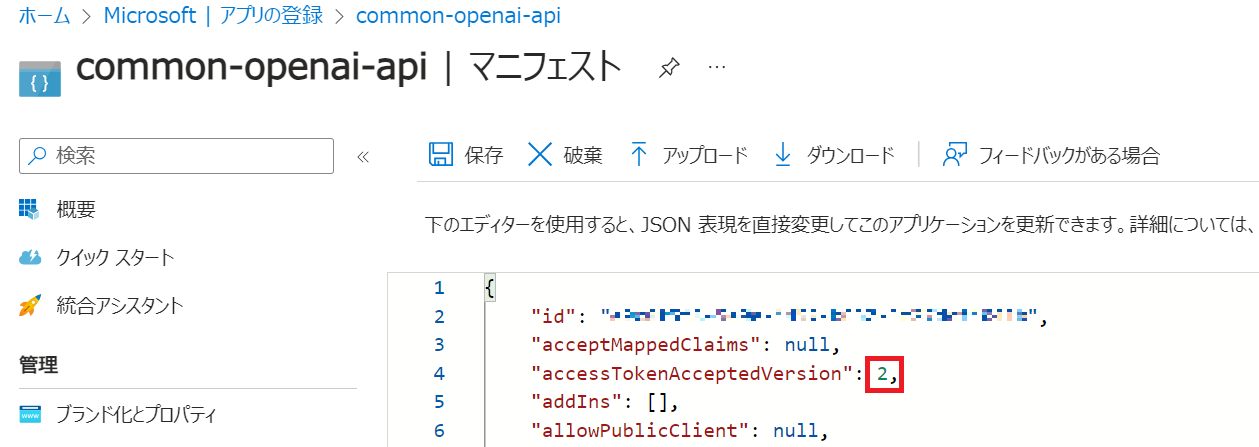 ホーム > Microsoft | アプリの登録 > common-openai-api
common-openai-api | マニフェスト
検索
保存 破棄 アップロード ダウンロード フィードバックがある場合
概要
下のエディターを使用すると、JSON 表現を直接変更してこのアプリケーションを更新できます。詳細については、
クイック スタート
1 {
統合アシスタント
2 "id": "",
3 "acceptMappedClaims": null,
管理
4 "accessTokenAcceptedVersion": 2,
5 "addIns": [],
ブランド化とプロパティ
6 "allowPublicClient": null,